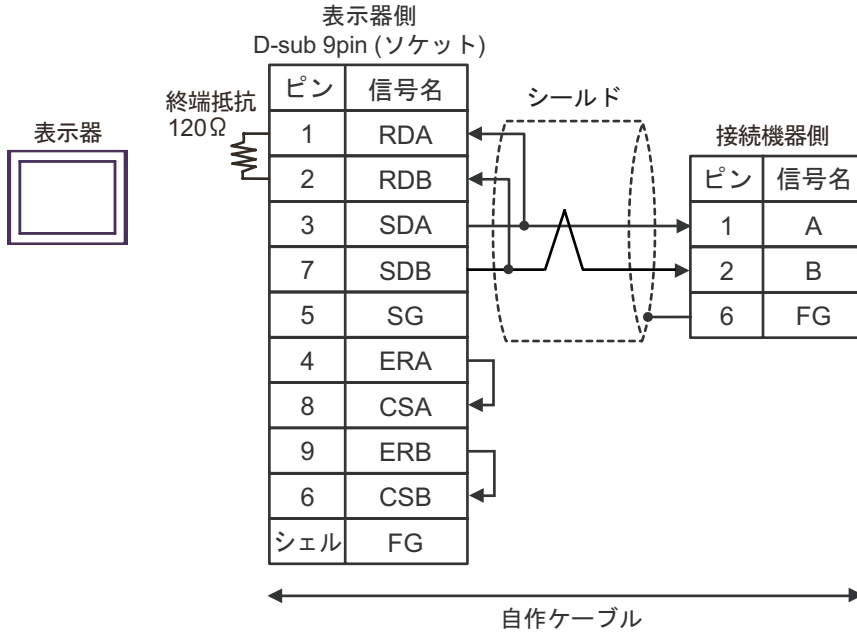 表示器側
D-sub 9pin (ソケット)
ピン 信号名
終端抵抗
120Ω
シールド
表示器
1 RDA
接続機器側
2 RDB
ピン 信号名
3 SDA
1 A
7 SDB
2 B
5 SG
6 FG
4 ERA
8 CSA
9 ERB
6 CSB
シェル FG
自作ケーブル